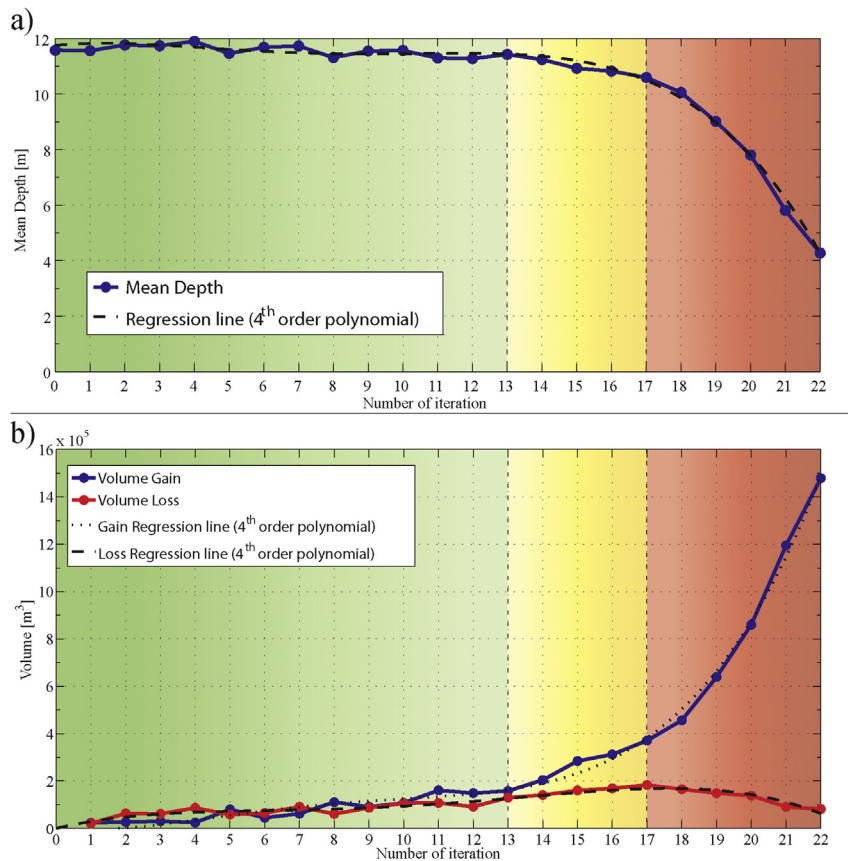 a)
12
10
8
6
4
2
0
Mean Depth [m]
Mean Depth
Regression line (4th order polynomial)
0 1 2 3 4 5 6 7 8 9 10 11 12 13 14 15 16 17 18 19 20 21 22
Number of iteration
b)
x 10^5
16
14
12
10
8
6
4
2
0
Volume [m^3]
Volume Gain
Volume Loss
Gain Regression line (4th order polynomial)
Loss Regression line (4th order polynomial)
0 1 2 3 4 5 6 7 8 9 10 11 12 13 14 15 16 17 18 19 20 21 22
Number of iteration